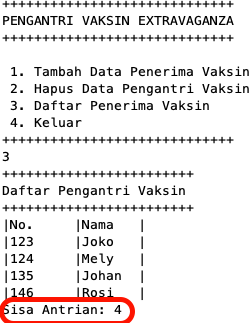 ++++++++++++++++++++++++++++++
PENGANTRI VAKSIN EXTRAVAGANZA
++++++++++++++++++++++++++++++
1. Tambah Data Penerima Vaksin
2. Hapus Data Pengantri Vaksin
3. Daftar Penerima Vaksin
4. Keluar
++++++++++++++++++++++++++++++
3
+++++++++++++++++++++++++
Daftar Pengantri Vaksin
+++++++++++++++++++++++++
|No. |Nama |
|123 |Joko |
|124 |Mely |
|135 |Johan |
|146 |Rosi |
Sisa Antrian: 4